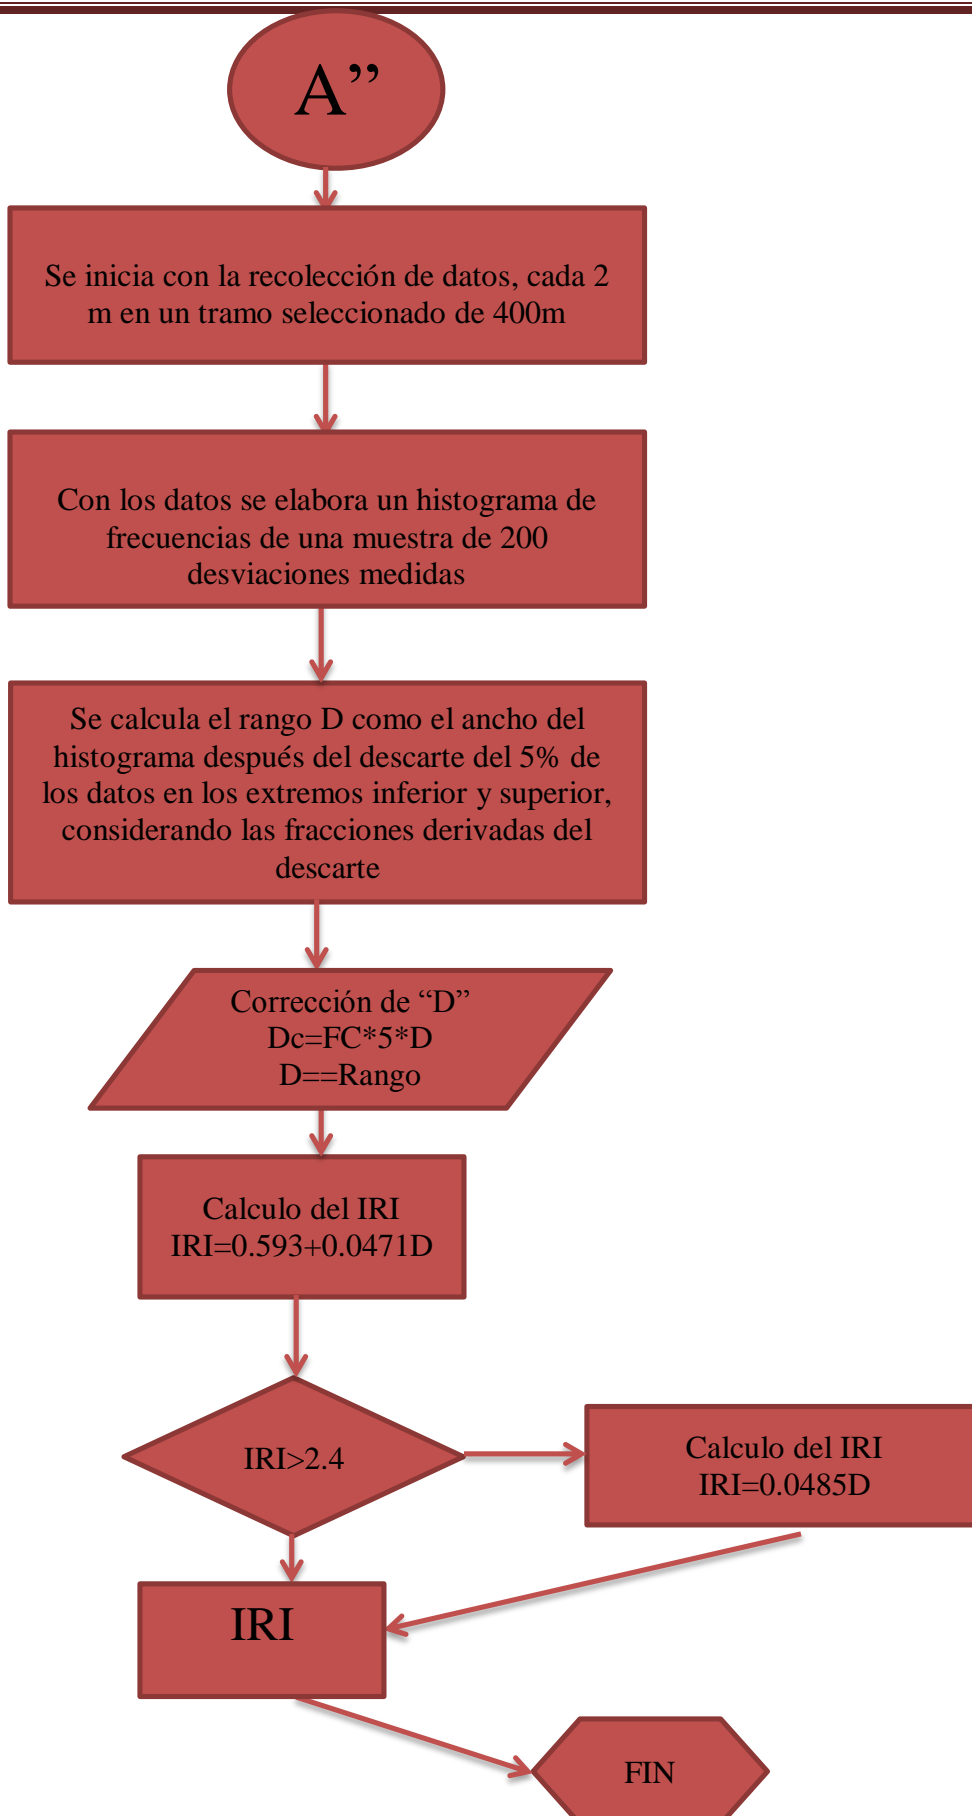 A”
Se inicia con la recolección de datos, cada 2
m en un tramo seleccionado de 400m
Con los datos se elabora un histograma de
frecuencias de una muestra de 200
desviaciones medidas
Se calcula el rango D como el ancho del
histograma después del descarte del 5% de
los datos en los extremos inferior y superior,
considerando las fracciones derivadas del
descarte
Corrección de “D”
Dc=FC*5*D
D==Rango
Calculo del IRI
IRI=0.593+0.0471D
IRI>2.4
Calculo del IRI
IRI=0.0485D
IRI
FIN